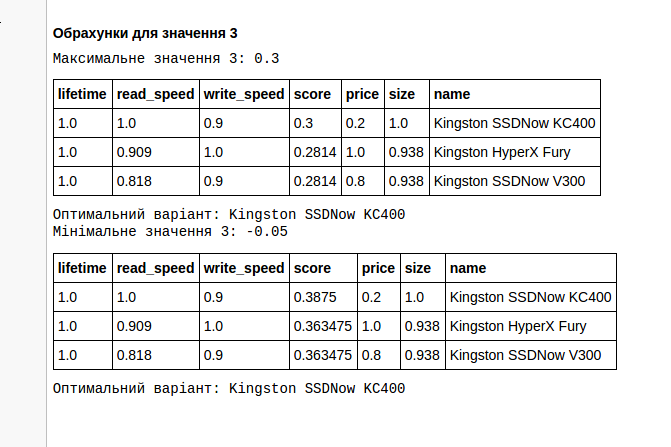 Обрахунки для значення 3
Максимальне значення 3: 0.3
lifetime read_speed write_speed score price size name
1.0 1.0 0.9 0.3 0.2 1.0 Kingston SSDNow KC400
1.0 0.909 1.0 0.2814 1.0 0.938 Kingston HyperX Fury
1.0 0.818 0.9 0.2814 0.8 0.938 Kingston SSDNow V300
Оптимальний варіант: Kingston SSDNow KC400
Мінімальне значення 3: -0.05
lifetime read_speed write_speed score price size name
1.0 1.0 0.9 0.3875 0.2 1.0 Kingston SSDNow KC400
1.0 0.909 1.0 0.363475 1.0 0.938 Kingston HyperX Fury
1.0 0.818 0.9 0.363475 0.8 0.938 Kingston SSDNow V300
Оптимальний варіант: Kingston SSDNow KC400